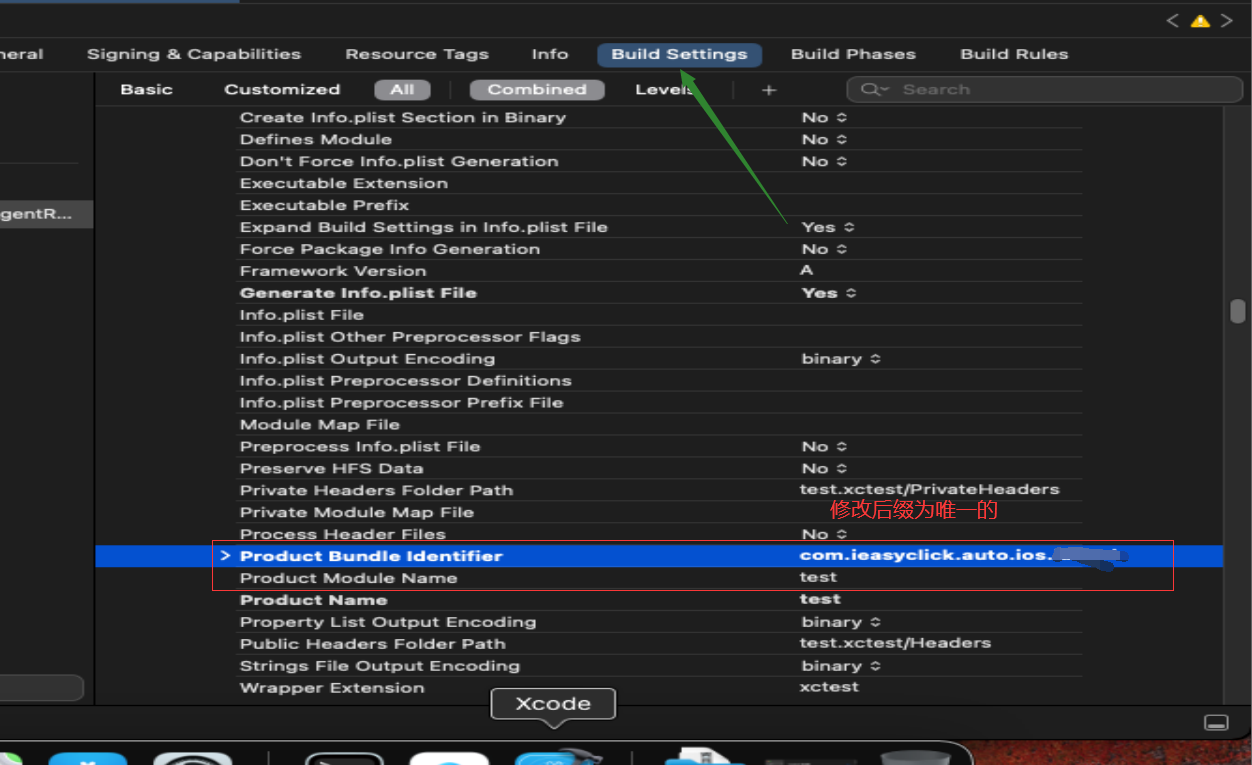 neral Signing & Capabilities Resource Tags Info Build Settings Build Phases Build Rules
Basic Customized All Combined Levels + Search
Create Info.plist Section in Binary No
Defines Module No
Don't Force Info.plist Generation No
Executable Extension
Executable Prefix
gentR...
Expand Build Settings in Info.plist File Yes
Force Package Info Generation No
Framework Version A
Generate Info.plist File Yes
Info.plist File
Info.plist Other Preprocessor Flags
Info.plist Output Encoding binary
Info.plist Preprocessor Definitions
Info.plist Preprocessor Prefix File
Module Map File
Preprocess Info.plist File No
Preserve HFS Data No
Private Headers Folder Path test.xctest/PrivateHeaders
Private Module Map File
修改后缀为唯一的
Process Header Files No
> Product Bundle Identifier com.ieasyclick.auto.ios.
Product Module Name test
Product Name test
Property List Output Encoding binary
Public Headers Folder Path test.xctest/Headers
Strings File Output Encoding binary
Wrapper Extension xctest
Xcode